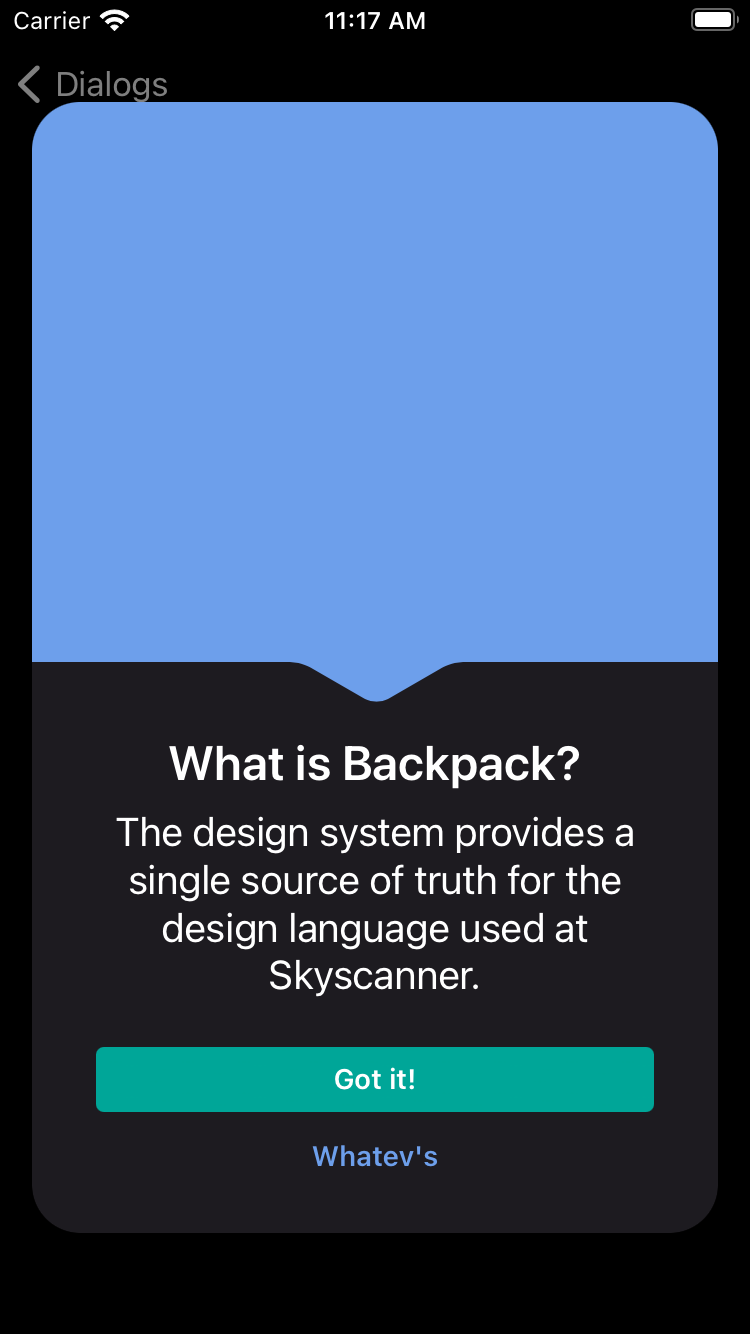 Carrier 11:17 AM
Dialogs
What is Backpack?
The design system provides a
single source of truth for the
design language used at
Skyscanner.
Got it!
Whatev's